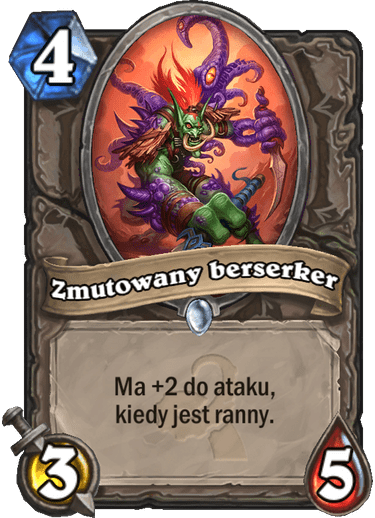 4
Zmutowany berserker
Ma +2 do ataku,
kiedy jest ranny.
3
5